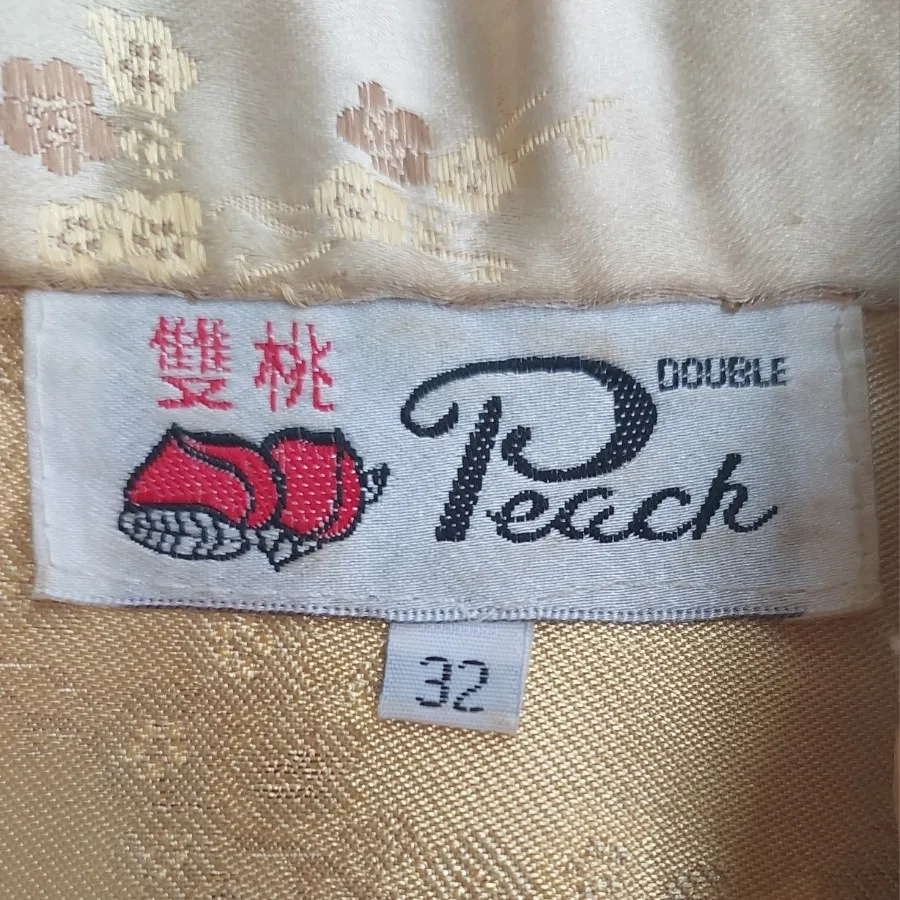 雙桃
DOUBLE
Peach
32